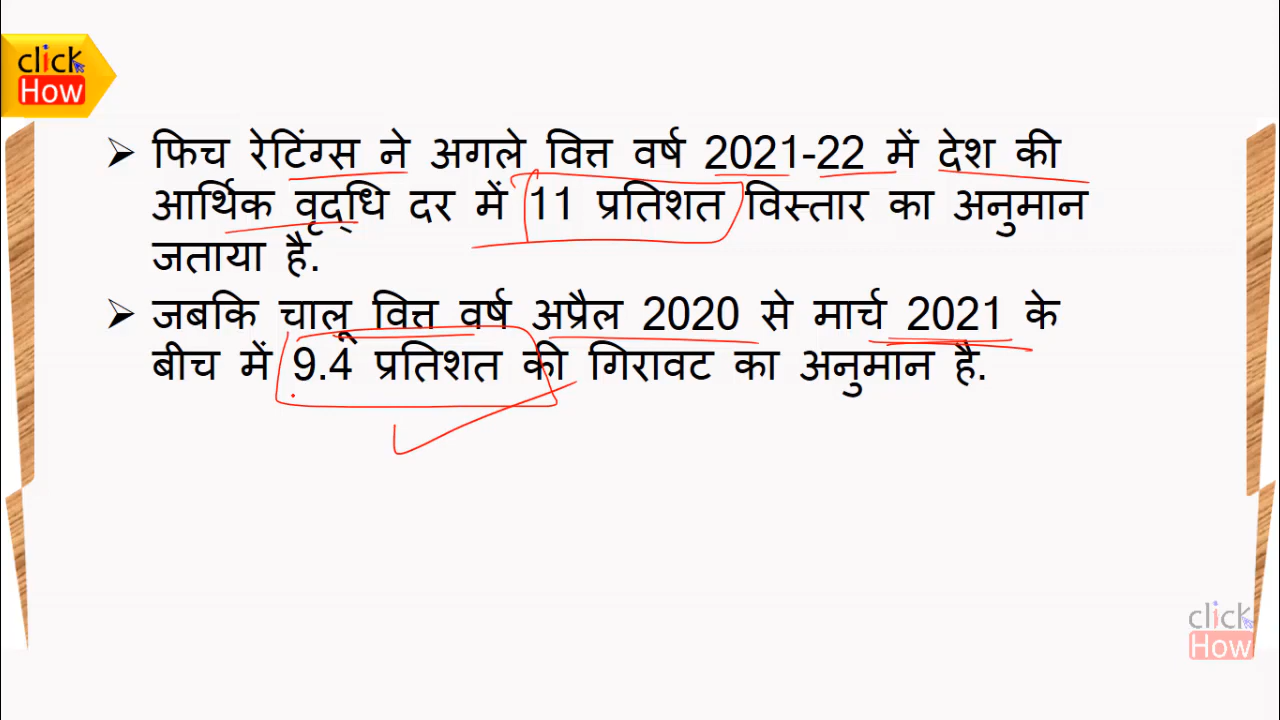 click
How
फिच रेटिंग्स ने अगले वित्त वर्ष 2021-22 में देश की
आर्थिक वृद्धि दर में 11 प्रतिशत विस्तार का अनुमान
जताया है.
जबकि चालू वित्त वर्ष अप्रैल 2020 से मार्च 2021 के
बीच में 9.4 प्रतिशत की गिरावट का अनुमान है.
click
How